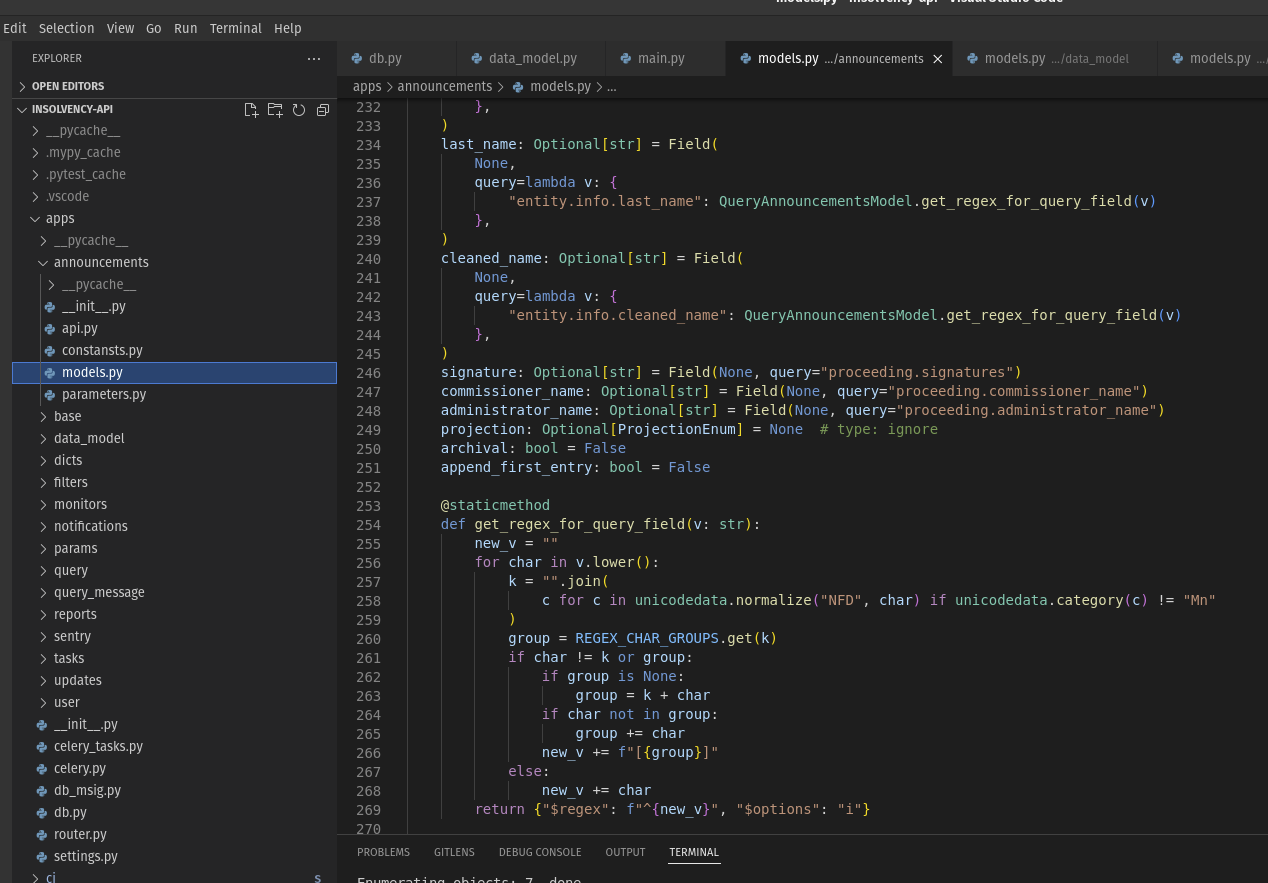 models.py - insolvency-api - Visual Studio Code
Edit Selection View Go Run Terminal Help
EXPLORER
OPEN EDITORS
INSOLVENCY-API
__pycache__
.mypy_cache
.pytest_cache
.vscode
apps
__pycache__
announcements
__pycache__
__init__.py
api.py
constansts.py
models.py
parameters.py
base
data_model
dicts
filters
monitors
notifications
params
query
query_message
reports
sentry
tasks
updates
user
__init__.py
celery_tasks.py
celery.py
db_msig.py
db.py
router.py
settings.py
ci S
db.py data_model.py main.py models.py .../announcements models.py .../data_model models.py .../
apps > announcements > models.py > ...
232 },
233 )
234 last_name: Optional[str] = Field(
235 None,
236 query=lambda v: {
237 "entity.info.last_name": QueryAnnouncementsModel.get_regex_for_query_field(v)
238 },
239 )
240 cleaned_name: Optional[str] = Field(
241 None,
242 query=lambda v: {
243 "entity.info.cleaned_name": QueryAnnouncementsModel.get_regex_for_query_field(v)
244 },
245 )
246 signature: Optional[str] = Field(None, query="proceeding.signatures")
247 commissioner_name: Optional[str] = Field(None, query="proceeding.commissioner_name")
248 administrator_name: Optional[str] = Field(None, query="proceeding.administrator_name")
249 projection: Optional[ProjectionEnum] = None # type: ignore
250 archival: bool = False
251 append_first_entry: bool = False
252
253 @staticmethod
254 def get_regex_for_query_field(v: str):
255 new_v = ""
256 for char in v.lower():
257 k = "".join(
258 c for c in unicodedata.normalize("NFD", char) if unicodedata.category(c) != "Mn"
259 )
260 group = REGEX_CHAR_GROUPS.get(k)
261 if char != k or group:
262 if group is None:
263 group = k + char
264 if char not in group:
265 group += char
266 new_v += f"[{group}]"
267 else:
268 new_v += char
269 return {"$regex": f"^{new_v}", "$options": "i"}
270
PROBLEMS GITLENS DEBUG CONSOLE OUTPUT TERMINAL
Enumerating objects: 7, done.